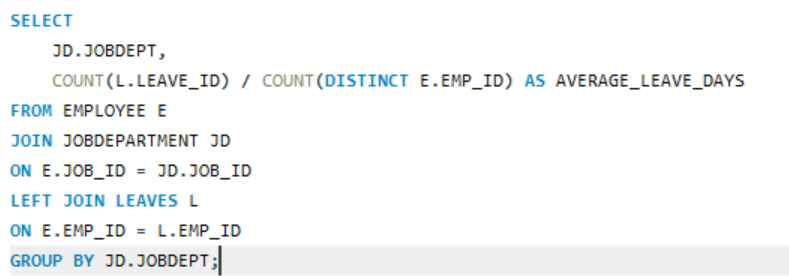 SELECT
JD.JOBDEPT,
COUNT(L.LEAVE_ID) / COUNT(DISTINCT E.EMP_ID) AS AVERAGE_LEAVE_DAYS
FROM EMPLOYEE E
JOIN JOBDEPARTMENT JD
ON E.JOB_ID = JD.JOB_ID
LEFT JOIN LEAVES L
ON E.EMP_ID = L.EMP_ID
GROUP BY JD.JOBDEPT;